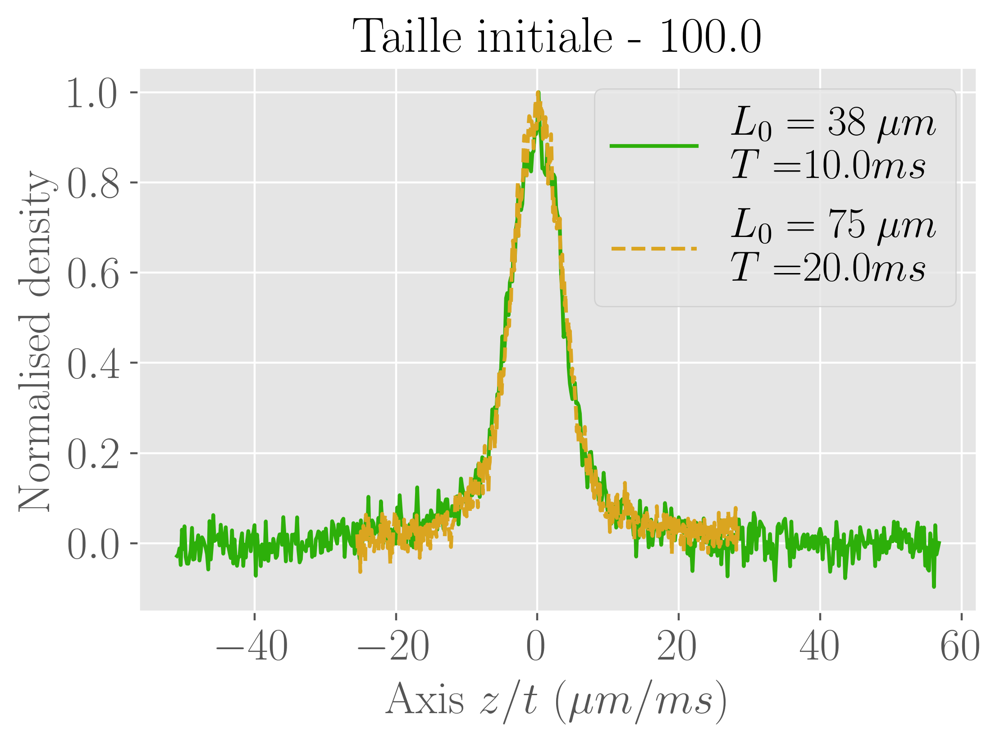 Taille initiale - 100.0
1.0
0.8
0.6
0.4
0.2
0.0
Normalised density
L₀ = 38 μm
T =10.0ms
L₀ = 75 μm
T =20.0ms
−40
−20
0
20
40
60
Axis z/t (μm/ms)